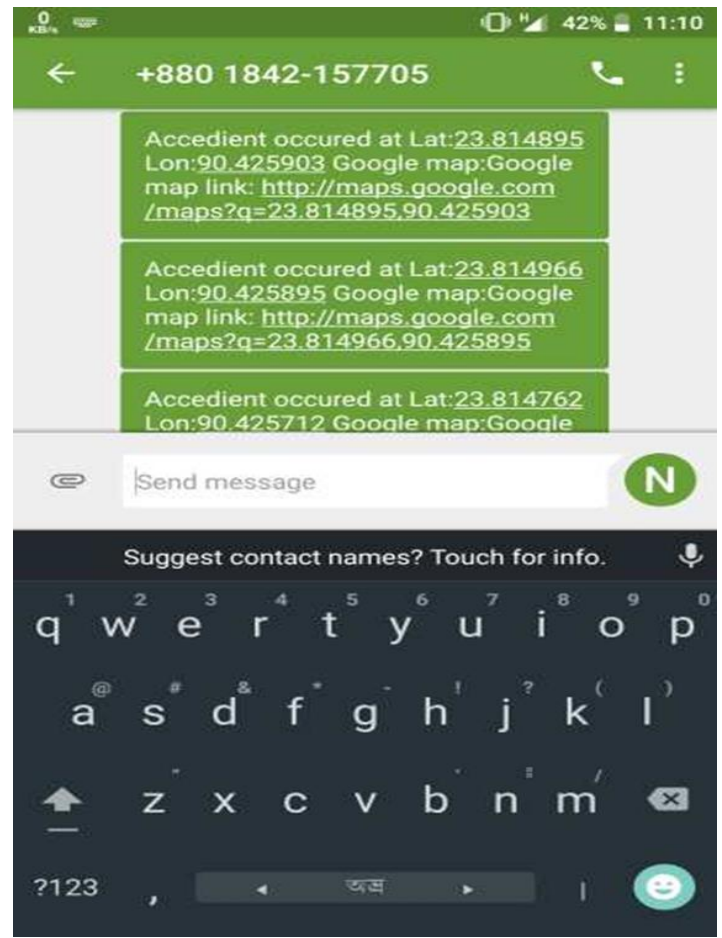 0
KB/s H 42% 11:10
+880 1842-157705
Accedient occured at Lat:23.814895
Lon:90.425903 Google map:Google
map link: http://maps.google.com
/maps?q=23.814895,90.425903
Accedient occured at Lat:23.814966
Lon:90.425895 Google map:Google
map link: http://maps.google.com
/maps?q=23.814966,90.425895
Accedient occured at Lat:23.814762
Lon:90.425712 Google map:Google
Send message N
Suggest contact names? Touch for info.
1 2 3 4 5 6 7 8 9 0
q w e r t y u i o p
@ # & * - ! ? ( )
a s d f g h j k l
z x c v b n m
?123 ,